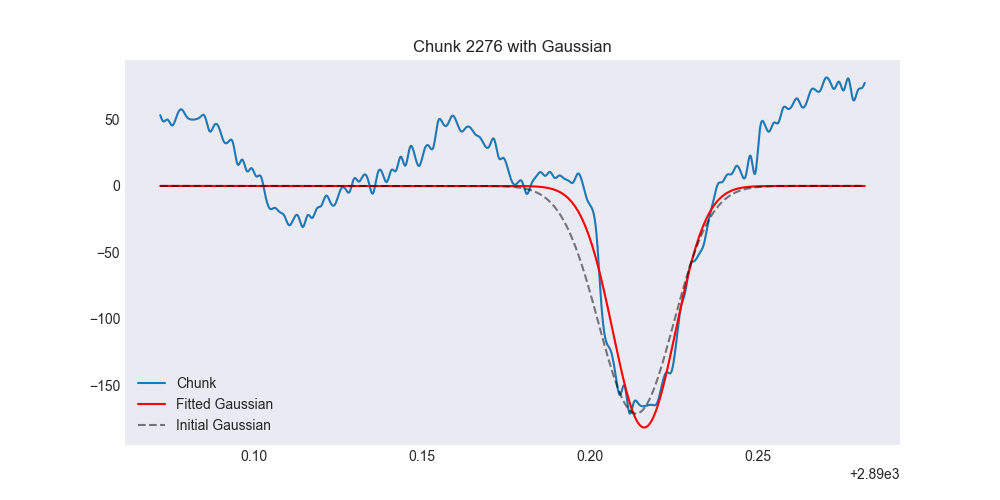 Chunk 2276 with Gaussian
50
0
−50
−100
−150
Chunk
Fitted Gaussian
Initial Gaussian
0.10 0.15 0.20 0.25
+2.89e3